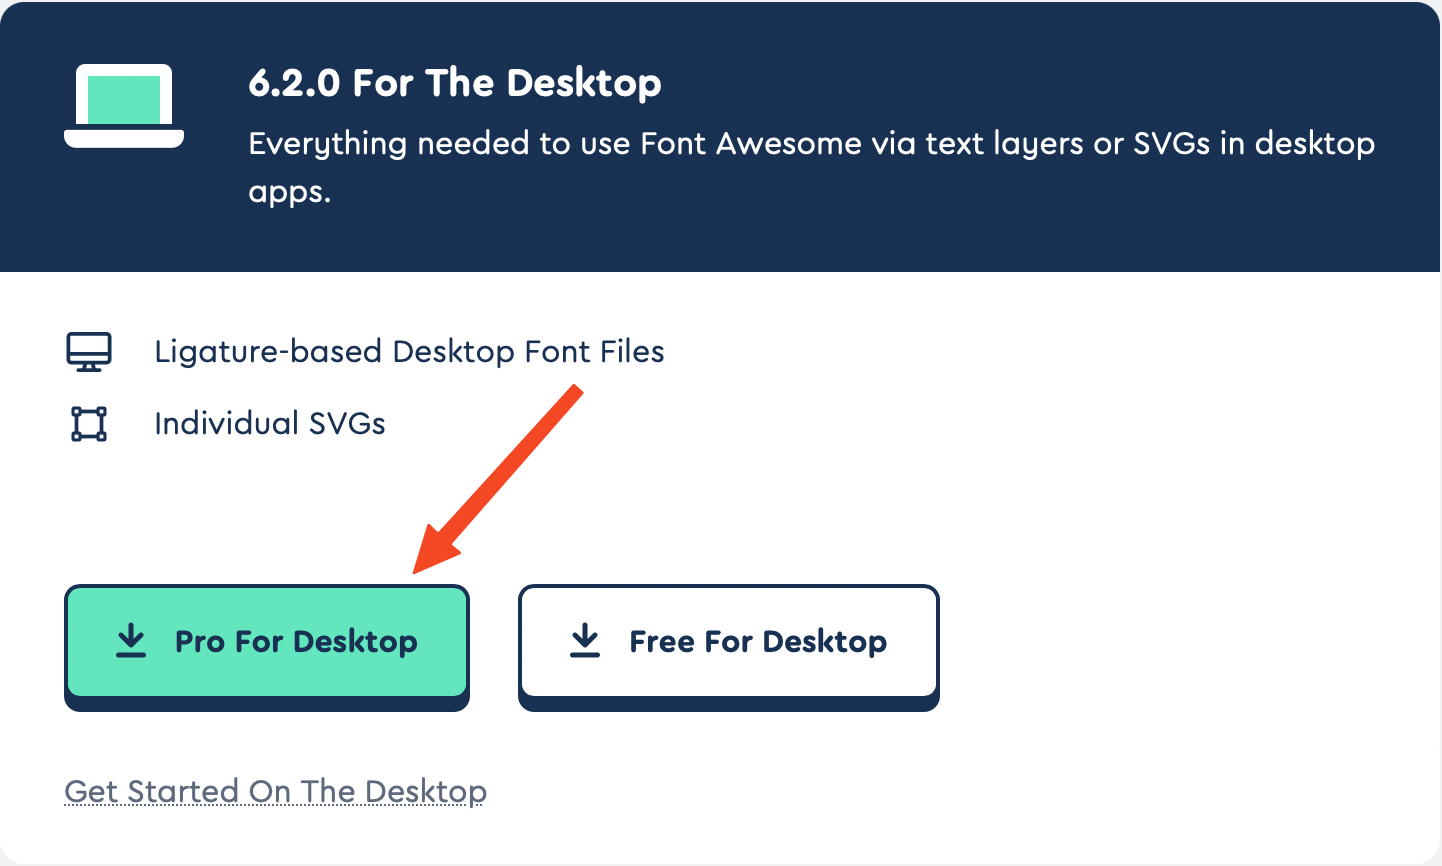 6.2.0 For The Desktop
Everything needed to use Font Awesome via text layers or SVGs in desktop
apps.
Ligature-based Desktop Font Files
Individual SVGs
Pro For Desktop
Free For Desktop
Get Started On The Desktop